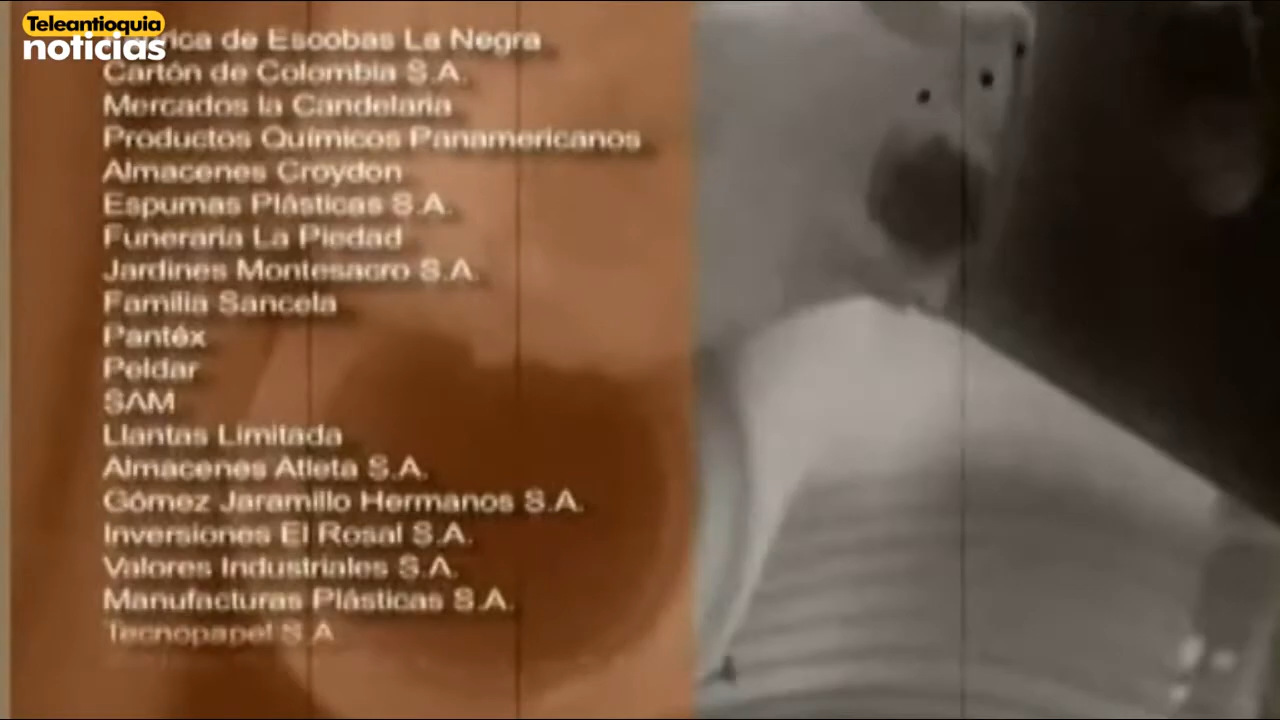 Teleantioquia
noticias
de Escobas La Negra
Cartón de Colombia S.A.
Mercados la Candelaria
Productos Químicos Panamericanos
Almacenes Croydon
Espumas Plásticas S.A.
Funeraria La Piedad
Jardines Montesacro S.A.
Familia Sancela
Pantéx
Peldar
SAM
Llantas Limitada
Almacenes Atleta S.A.
Gómez Jaramillo Hermanos S.A.
Inversiones El Rosal S.A.
Valores Industriales S.A.
Manufacturas Plásticas S.A.
Tecnopapel S.A